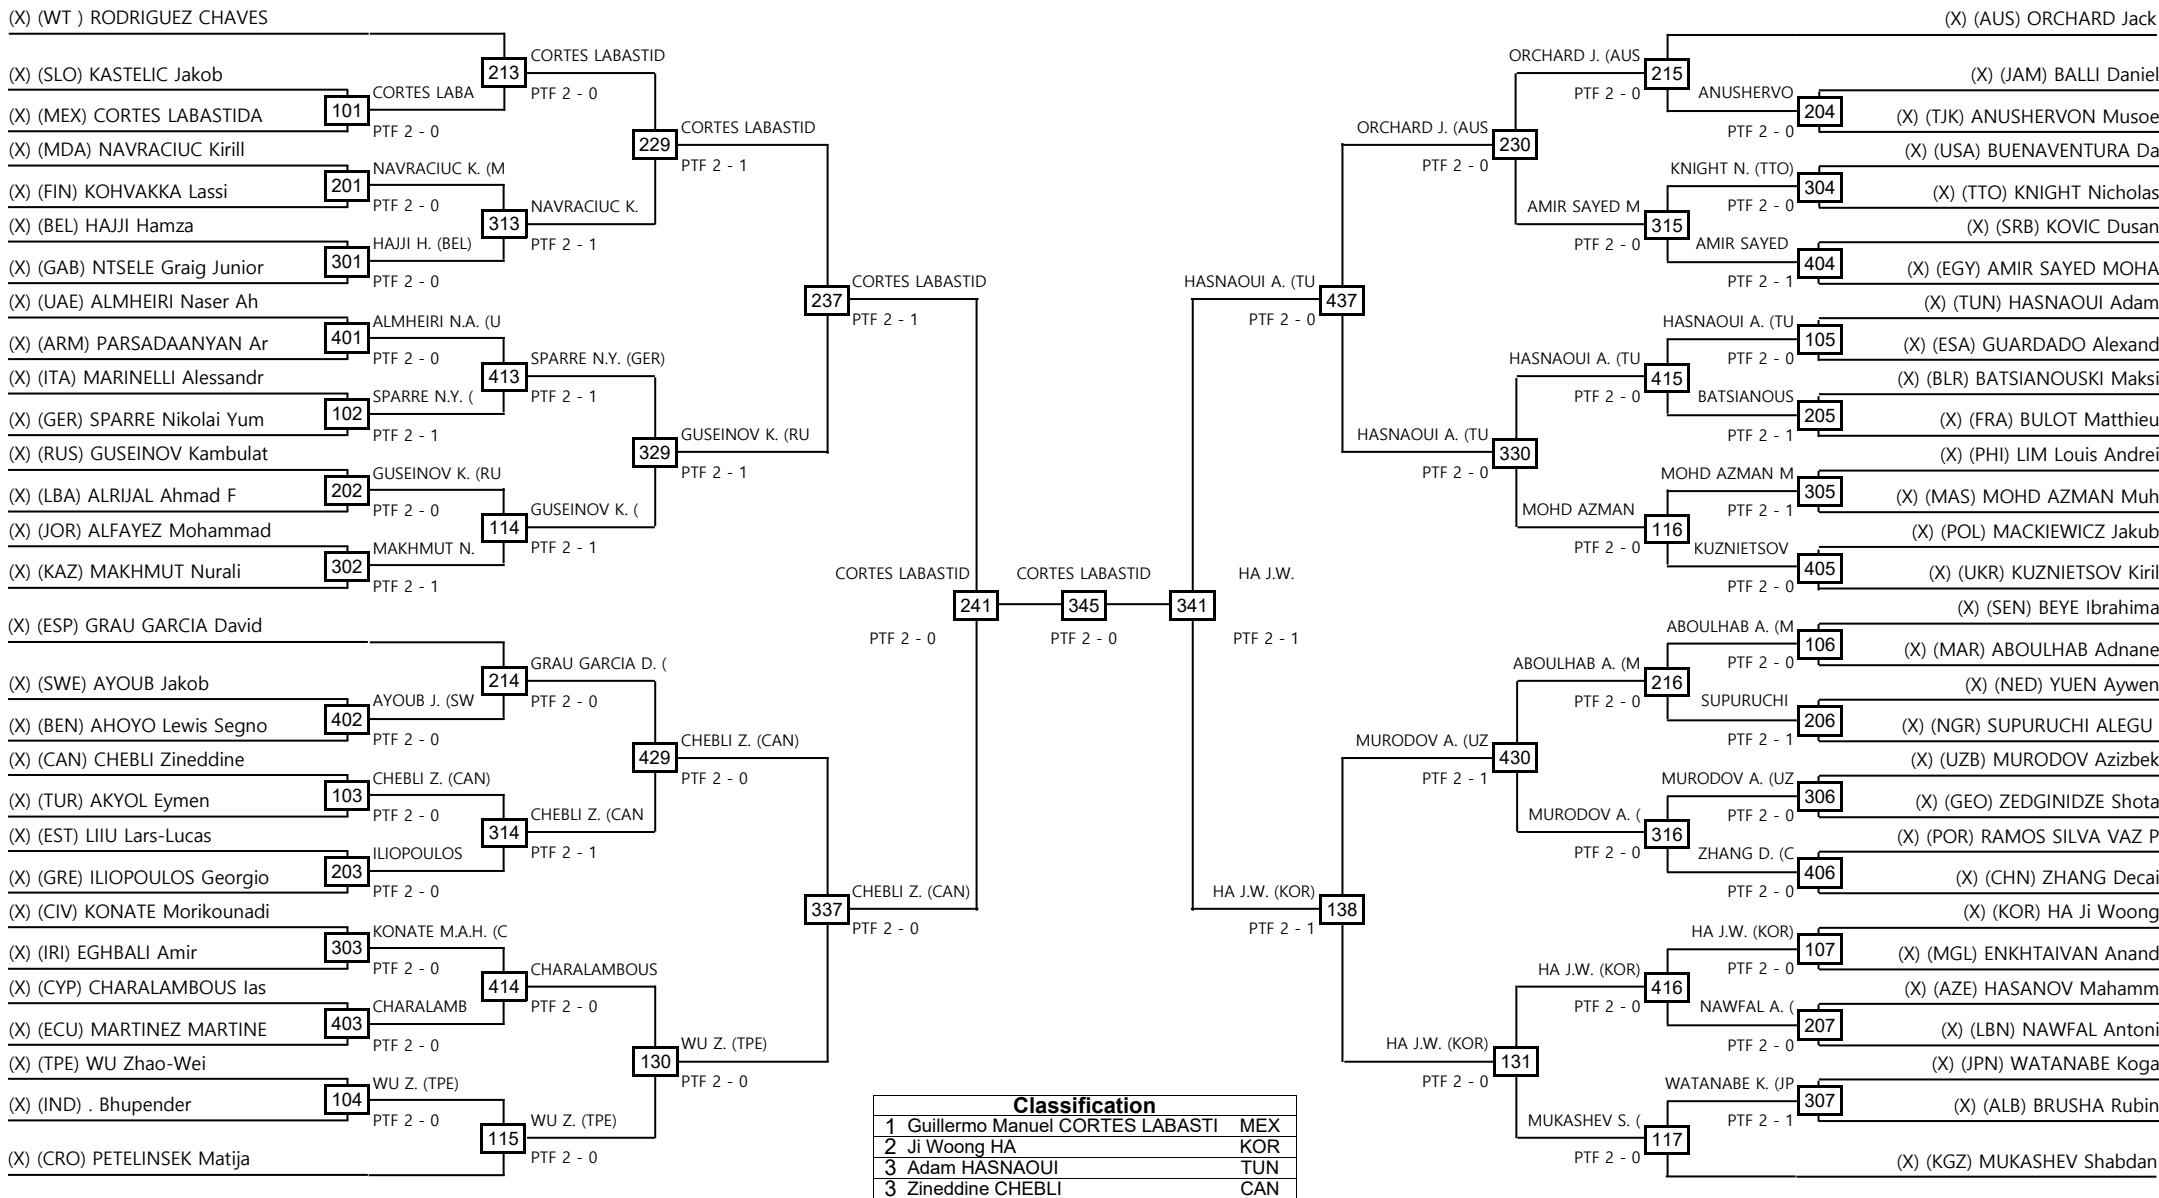 (X) (WT ) RODRIGUEZ CHAVES
(X) (SLO) KASTELIC Jakob
(X) (MEX) CORTES LABASTIDA
(X) (MDA) NAVRACIUC Kirill
(X) (FIN) KOHVAKKA Lassi
(X) (BEL) HAJJI Hamza
(X) (GAB) NTSELE Graig Junior
(X) (UAE) ALMHEIRI Naser Ah
(X) (ARM) PARSADAANYAN Ar
(X) (ITA) MARINELLI Alessandr
(X) (GER) SPARRE Nikolai Yum
(X) (RUS) GUSEINOV Kambulat
(X) (LBA) ALRIJAL Ahmad F
(X) (JOR) ALFAYEZ Mohammad
(X) (KAZ) MAKHMUT Nurali
(X) (ESP) GRAU GARCIA David
(X) (SWE) AYOUB Jakob
(X) (BEN) AHOYO Lewis Segno
(X) (CAN) CHEBLI Zineddine
(X) (TUR) AKYOL Eymen
(X) (EST) LIIU Lars-Lucas
(X) (GRE) ILIOPOULOS Georgio
(X) (CIV) KONATE Morikounadi
(X) (IRI) EGHBALI Amir
(X) (CYP) CHARALAMBOUS Ias
(X) (ECU) MARTINEZ MARTINE
(X) (TPE) WU Zhao-Wei
(X) (IND) . Bhupender
(X) (CRO) PETELINSEK Matija
101
CORTES LABA
PTF 2 - 0
201
NAVRACIUC K. (M
PTF 2 - 0
301
HAJJI H. (BEL)
PTF 2 - 0
401
ALMHEIRI N.A. (U
PTF 2 - 0
102
SPARRE N.Y. (
PTF 2 - 1
202
GUSEINOV K. (RU
PTF 2 - 0
302
MAKHMUT N.
PTF 2 - 1
402
AYOUB J. (SW
PTF 2 - 0
103
CHEBLI Z. (CAN)
PTF 2 - 0
203
ILIOPOULOS
PTF 2 - 0
303
KONATE M.A.H. (C
PTF 2 - 0
403
CHARALAMB
PTF 2 - 0
104
WU Z. (TPE)
PTF 2 - 0
213
CORTES LABASTID
PTF 2 - 0
313
NAVRACIUC K.
PTF 2 - 1
413
SPARRE N.Y. (GER)
PTF 2 - 1
114
GUSEINOV K. (
PTF 2 - 1
214
GRAU GARCIA D. (
PTF 2 - 0
314
CHEBLI Z. (CAN
PTF 2 - 1
414
CHARALAMBOUS
PTF 2 - 0
115
WU Z. (TPE)
PTF 2 - 0
229
CORTES LABASTID
PTF 2 - 1
329
GUSEINOV K. (RU
PTF 2 - 1
429
CHEBLI Z. (CAN)
PTF 2 - 0
130
WU Z. (TPE)
PTF 2 - 0
237
CORTES LABASTID
PTF 2 - 1
337
CHEBLI Z. (CAN)
PTF 2 - 0
CORTES LABASTID
241
PTF 2 - 0
CORTES LABASTID
345
PTF 2 - 0
HA J.W.
341
PTF 2 - 1
HASNAOUI A. (TU
437
PTF 2 - 0
HA J.W. (KOR)
138
PTF 2 - 1
ORCHARD J. (AUS
230
PTF 2 - 0
HASNAOUI A. (TU
330
PTF 2 - 0
MURODOV A. (UZ
430
PTF 2 - 1
HA J.W. (KOR)
131
PTF 2 - 0
ORCHARD J. (AUS
215
PTF 2 - 0
AMIR SAYED M
315
PTF 2 - 0
HASNAOUI A. (TU
415
PTF 2 - 0
MOHD AZMAN
116
PTF 2 - 0
ABOULHAB A. (M
216
PTF 2 - 0
MURODOV A. (
316
PTF 2 - 0
HA J.W. (KOR)
416
PTF 2 - 0
MUKASHEV S. (
117
PTF 2 - 0
ANUSHERVO
204
PTF 2 - 0
KNIGHT N. (TTO)
304
PTF 2 - 0
AMIR SAYED
404
PTF 2 - 1
HASNAOUI A. (TU
105
PTF 2 - 0
BATSIANOUS
205
PTF 2 - 1
MOHD AZMAN M
305
PTF 2 - 1
KUZNIETSOV
405
PTF 2 - 0
ABOULHAB A. (M
106
PTF 2 - 0
SUPURUCHI
206
PTF 2 - 1
MURODOV A. (UZ
306
PTF 2 - 0
ZHANG D. (C
406
PTF 2 - 0
HA J.W. (KOR)
107
PTF 2 - 0
NAWFAL A. (
207
PTF 2 - 0
WATANABE K. (JP
307
PTF 2 - 1
(X) (AUS) ORCHARD Jack
(X) (JAM) BALLI Daniel
(X) (TJK) ANUSHERVON Musoe
(X) (USA) BUENAVENTURA Da
(X) (TTO) KNIGHT Nicholas
(X) (SRB) KOVIC Dusan
(X) (EGY) AMIR SAYED MOHA
(X) (TUN) HASNAOUI Adam
(X) (ESA) GUARDADO Alexand
(X) (BLR) BATSIANOUSKI Maksi
(X) (FRA) BULOT Matthieu
(X) (PHI) LIM Louis Andrei
(X) (MAS) MOHD AZMAN Muh
(X) (POL) MACKIEWICZ Jakub
(X) (UKR) KUZNIETSOV Kiril
(X) (SEN) BEYE Ibrahima
(X) (MAR) ABOULHAB Adnane
(X) (NED) YUEN Aywen
(X) (NGR) SUPURUCHI ALEGU
(X) (UZB) MURODOV Azizbek
(X) (GEO) ZEDGINIDZE Shota
(X) (POR) RAMOS SILVA VAZ P
(X) (CHN) ZHANG Decai
(X) (KOR) HA Ji Woong
(X) (MGL) ENKHTAIVAN Anand
(X) (AZE) HASANOV Mahamm
(X) (LBN) NAWFAL Antoni
(X) (JPN) WATANABE Koga
(X) (ALB) BRUSHA Rubin
(X) (KGZ) MUKASHEV Shabdan
Classification
1 Guillermo Manuel CORTES LABASTI MEX
2 Ji Woong HA KOR
3 Adam HASNAOUI TUN
3 Zineddine CHEBLI CAN